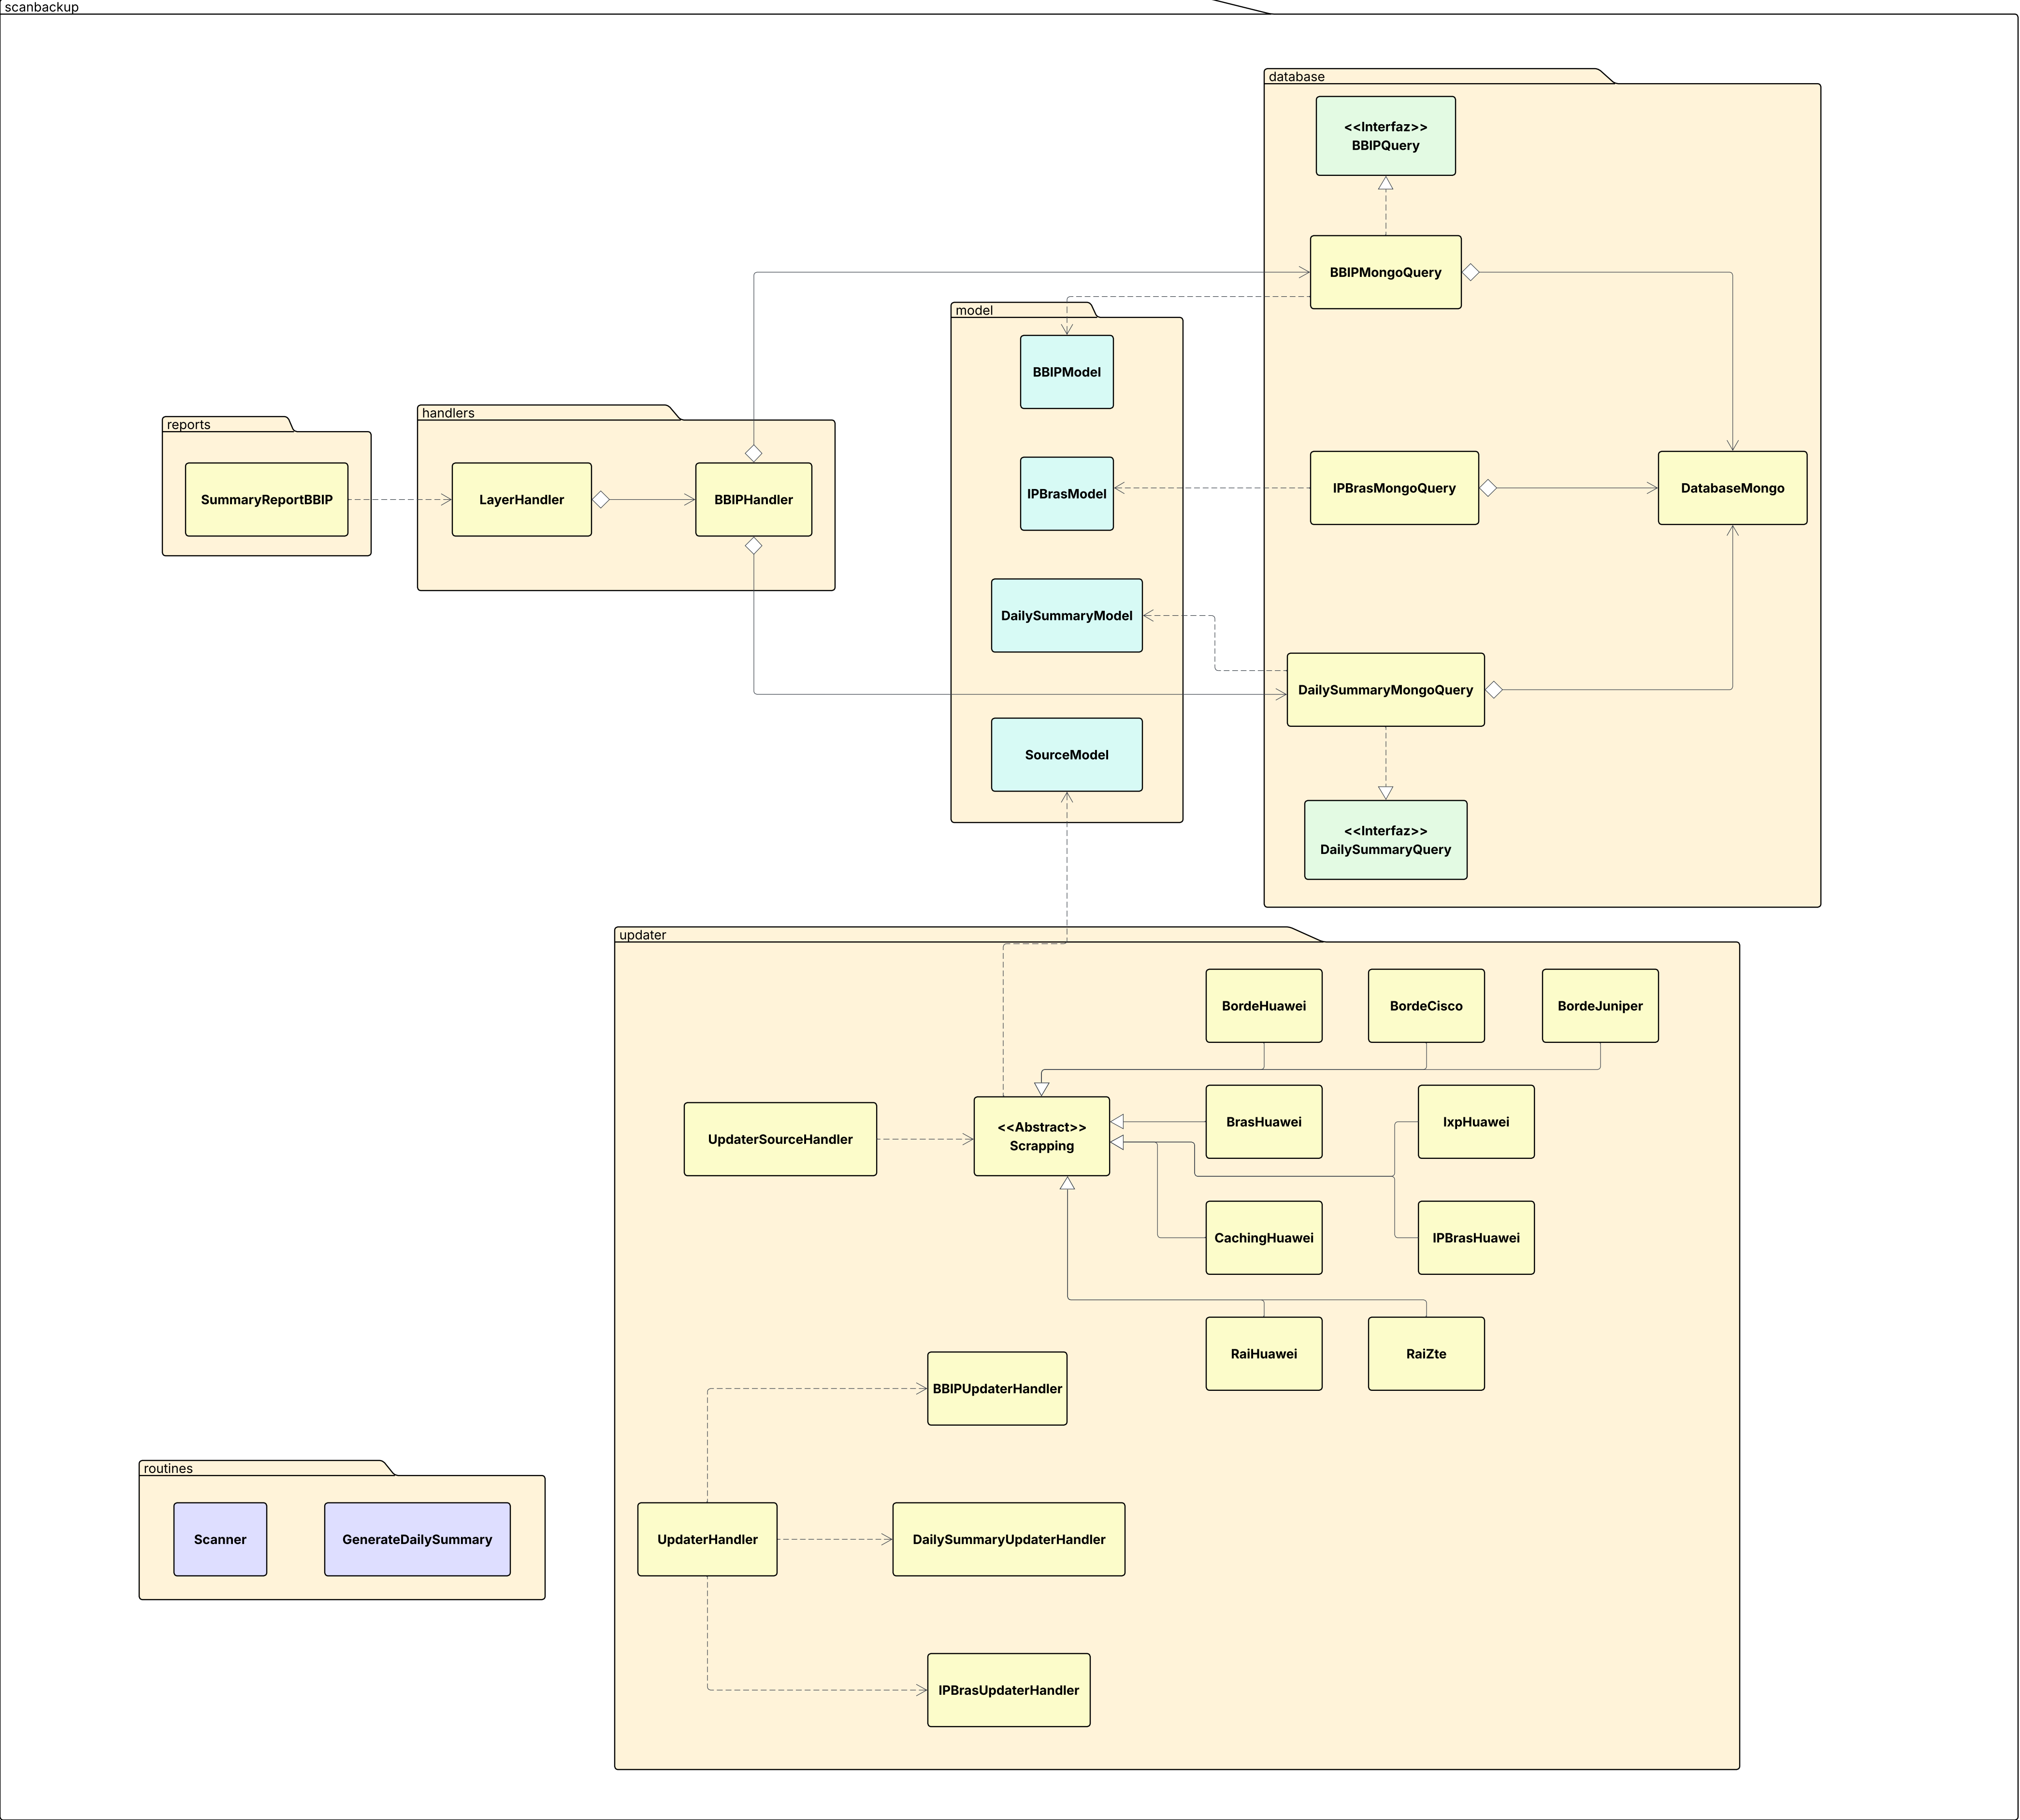 scanbackup
database
<<Interfaz>>
BBIPQuery
BBIPMongoQuery
model
BBIPModel
reports
handlers
SummaryReportBBIP
LayerHandler
BBIPHandler
IPBrasModel
IPBrasMongoQuery
DatabaseMongo
DailySummaryModel
DailySummaryMongoQuery
SourceModel
<<Interfaz>>
DailySummaryQuery
updater
BordeHuawei
BordeCisco
BordeJuniper
UpdaterSourceHandler
<<Abstract>>
Scrapping
BrasHuawei
IxpHuawei
CachingHuawei
IPBrasHuawei
RaiHuawei
RaiZte
BBIPUpdaterHandler
routines
Scanner
GenerateDailySummary
UpdaterHandler
DailySummaryUpdaterHandler
IPBrasUpdaterHandler